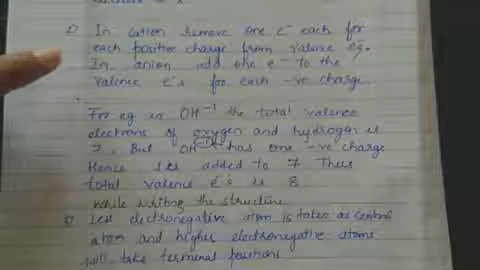 2) In cation remove one e⁻ each for
each positive charge from valence e⁻s.
In anion add one e⁻ to the
valence e⁻s for each -ve charge.
For eg in OH⁻¹ the total valence
electrons of oxygen and hydrogen is
7. But OH⁻¹ has one -ve charge
Hence 1 is added to 7 Thus
total valence e⁻s is 8
while writing the structure
3) Less electronegative atom is taken as central
atom and higher electronegative atoms
will take terminal positions